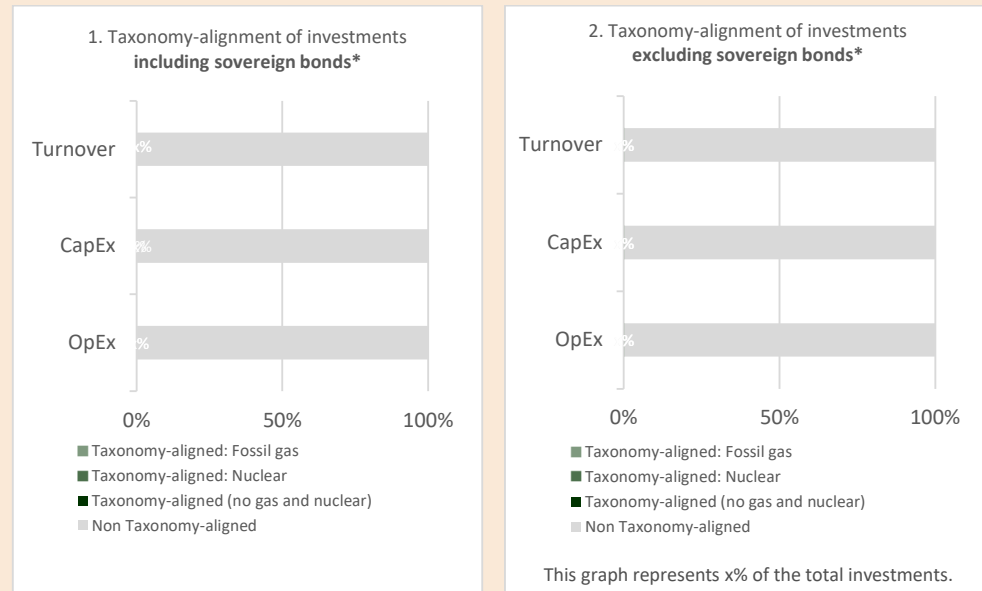 1. Taxonomy-alignment of investments
including sovereign bonds*
Turnover
x%
CapEx
%
OpEx
%
0% 50% 100%
Taxonomy-aligned: Fossil gas
Taxonomy-aligned: Nuclear
Taxonomy-aligned (no gas and nuclear)
Non Taxonomy-aligned
2. Taxonomy-alignment of investments
excluding sovereign bonds*
Turnover
%
CapEx
%
OpEx
%
0% 50% 100%
Taxonomy-aligned: Fossil gas
Taxonomy-aligned: Nuclear
Taxonomy-aligned (no gas and nuclear)
Non Taxonomy-aligned
This graph represents x% of the total investments.